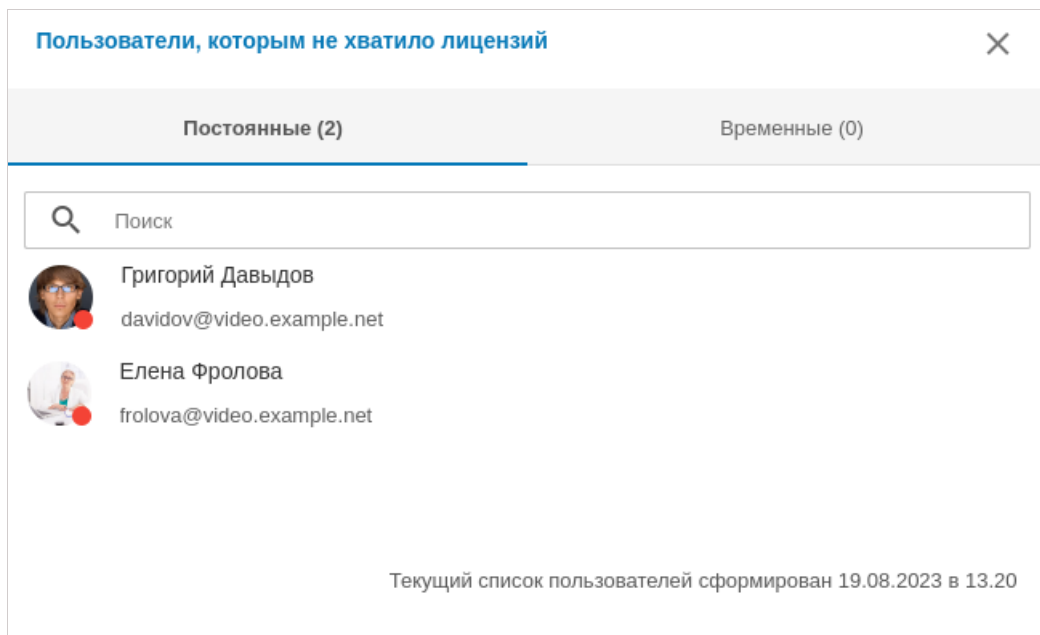 Пользователи, которым не хватило лицензий
Постоянные (2)
Временные (0)
Поиск
Григорий Давыдов
davidov@video.example.net
Елена Фролова
frolova@video.example.net
Текущий список пользователей сформирован 19.08.2023 в 13.20